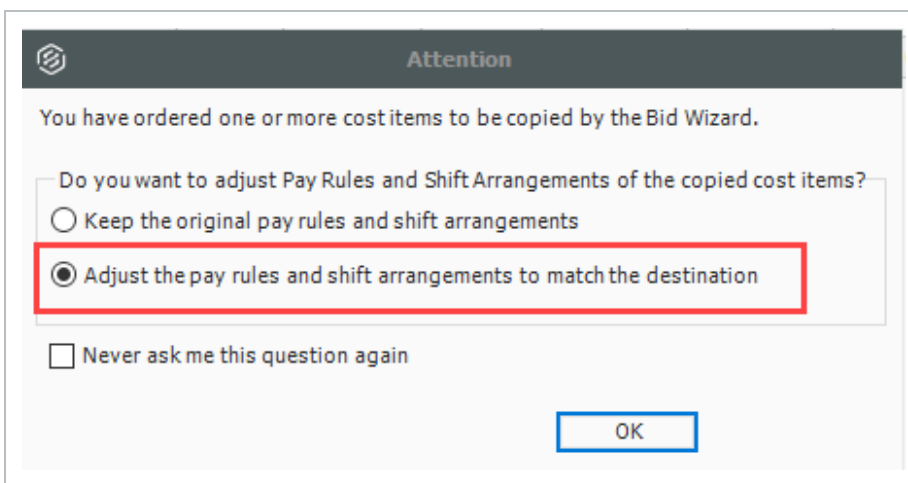 Attention
You have ordered one or more cost items to be copied by the Bid Wizard.
Do you want to adjust Pay Rules and Shift Arrangements of the copied cost items?
Keep the original pay rules and shift arrangements
Adjust the pay rules and shift arrangements to match the destination
Never ask me this question again
OK